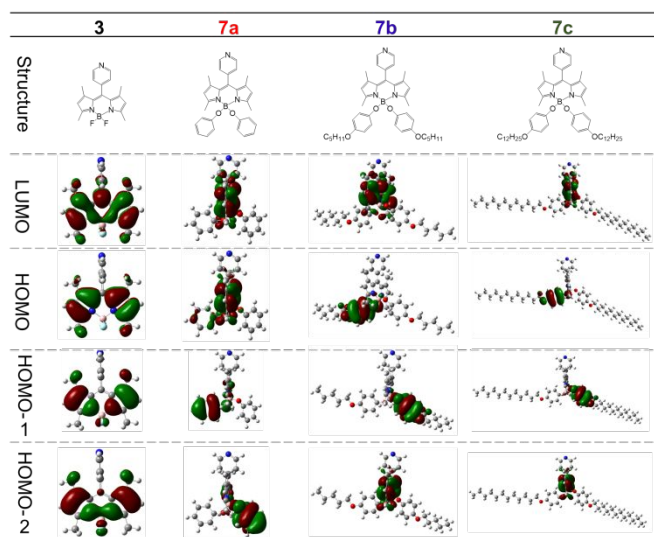 3 7a 7b 7c
Structure
N
N N
B
F F
N
N N
B
O O
N
N N
B
O O
C5H11O OC5H11
N
N N
B
O O
C12H25O OC12H25
LUMO
HOMO
HOMO-1
HOMO-2